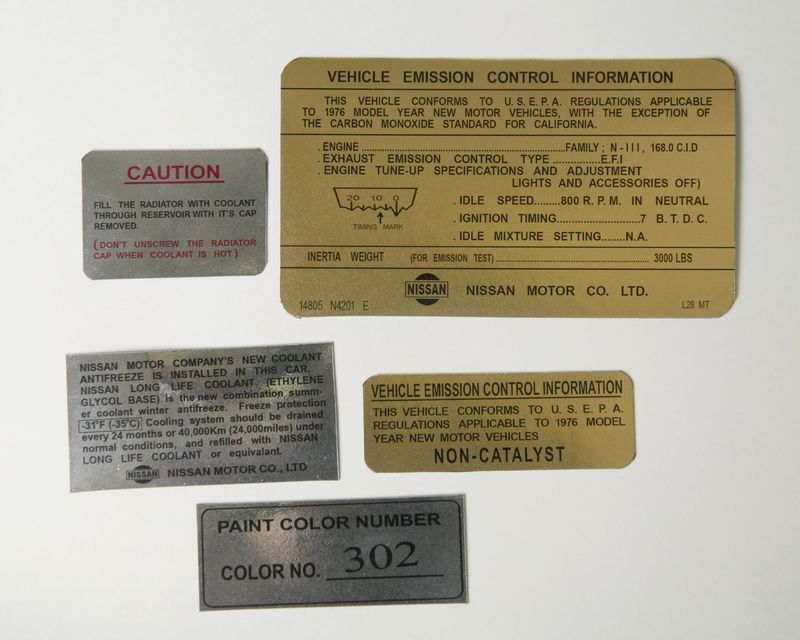 VEHICLE EMISSION CONTROL INFORMATION
THIS VEHICLE CONFORMS TO U. S. E. P. A. REGULATIONS APPLICABLE
TO 1976 MODEL YEAR NEW MOTOR VEHICLES, WITH THE EXCEPTION OF
THE CARBON MONOXIDE STANDARD FOR CALIFORNIA.
. ENGINE ..........FAMILY ; N - I I I , 168.0 C.I.D
. EXHAUST EMISSION CONTROL TYPE ...............E.F.I
. ENGINE TUNE-UP SPECIFICATIONS AND ADJUSTMENT
LIGHTS AND ACCESSORIES OFF)
20 10 0
TIMING MARK
. IDLE SPEED........800 R. P. M. IN NEUTRAL
. IGNITION TIMING...................7 B. T. D. C.
. IDLE MIXTURE SETTING.......N.A.
INERTIA WEIGHT (FOR EMISSION TEST) .......... 3000 LBS
NISSAN NISSAN MOTOR CO. LTD.
14805 N4201 E L28 MT
CAUTION
FILL THE RADIATOR WITH COOLANT
THROUGH RESERVOIR WITH IT'S CAP
REMOVED.
(DON'T UNSCREW THE RADIATOR
CAP WHEN COOLANT IS HOT)
NISSAN MOTOR COMPANY'S NEW COOLANT
ANTIFREEZE IS INSTALLED IN THIS CAR.
NISSAN LONG LIFE COOLANT (ETHYLENE
GLYCOL BASE) is the new combination summ-
er coolant winter antifreeze. Freeze protection
-31°F (-35°C) Cooling system should be drained
every 24 months or 40,000Km (24,000miles) under
normal conditions, and refilled with NISSAN
LONG LIFE COOLANT or equivalant.
NISSAN NISSAN MOTOR CO., LTD
VEHICLE EMISSION CONTROL INFORMATION
THIS VEHICLE CONFORMS TO U. S. E. P. A.
REGULATIONS APPLICABLE TO 1976 MODEL
YEAR NEW MOTOR VEHICLES
NON-CATALYST
PAINT COLOR NUMBER
COLOR NO. 302